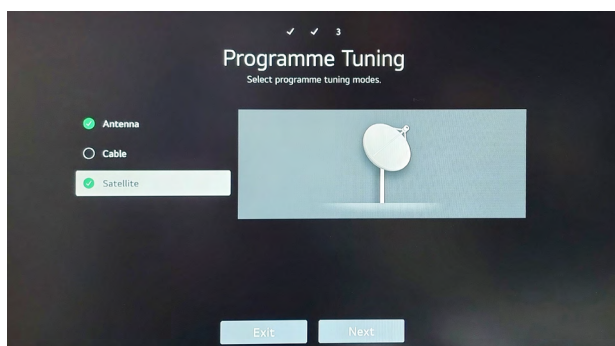 ✓ ✓ 3
Programme Tuning
Select programme tuning modes.
Antenna
Cable
Satellite
Exit
Next